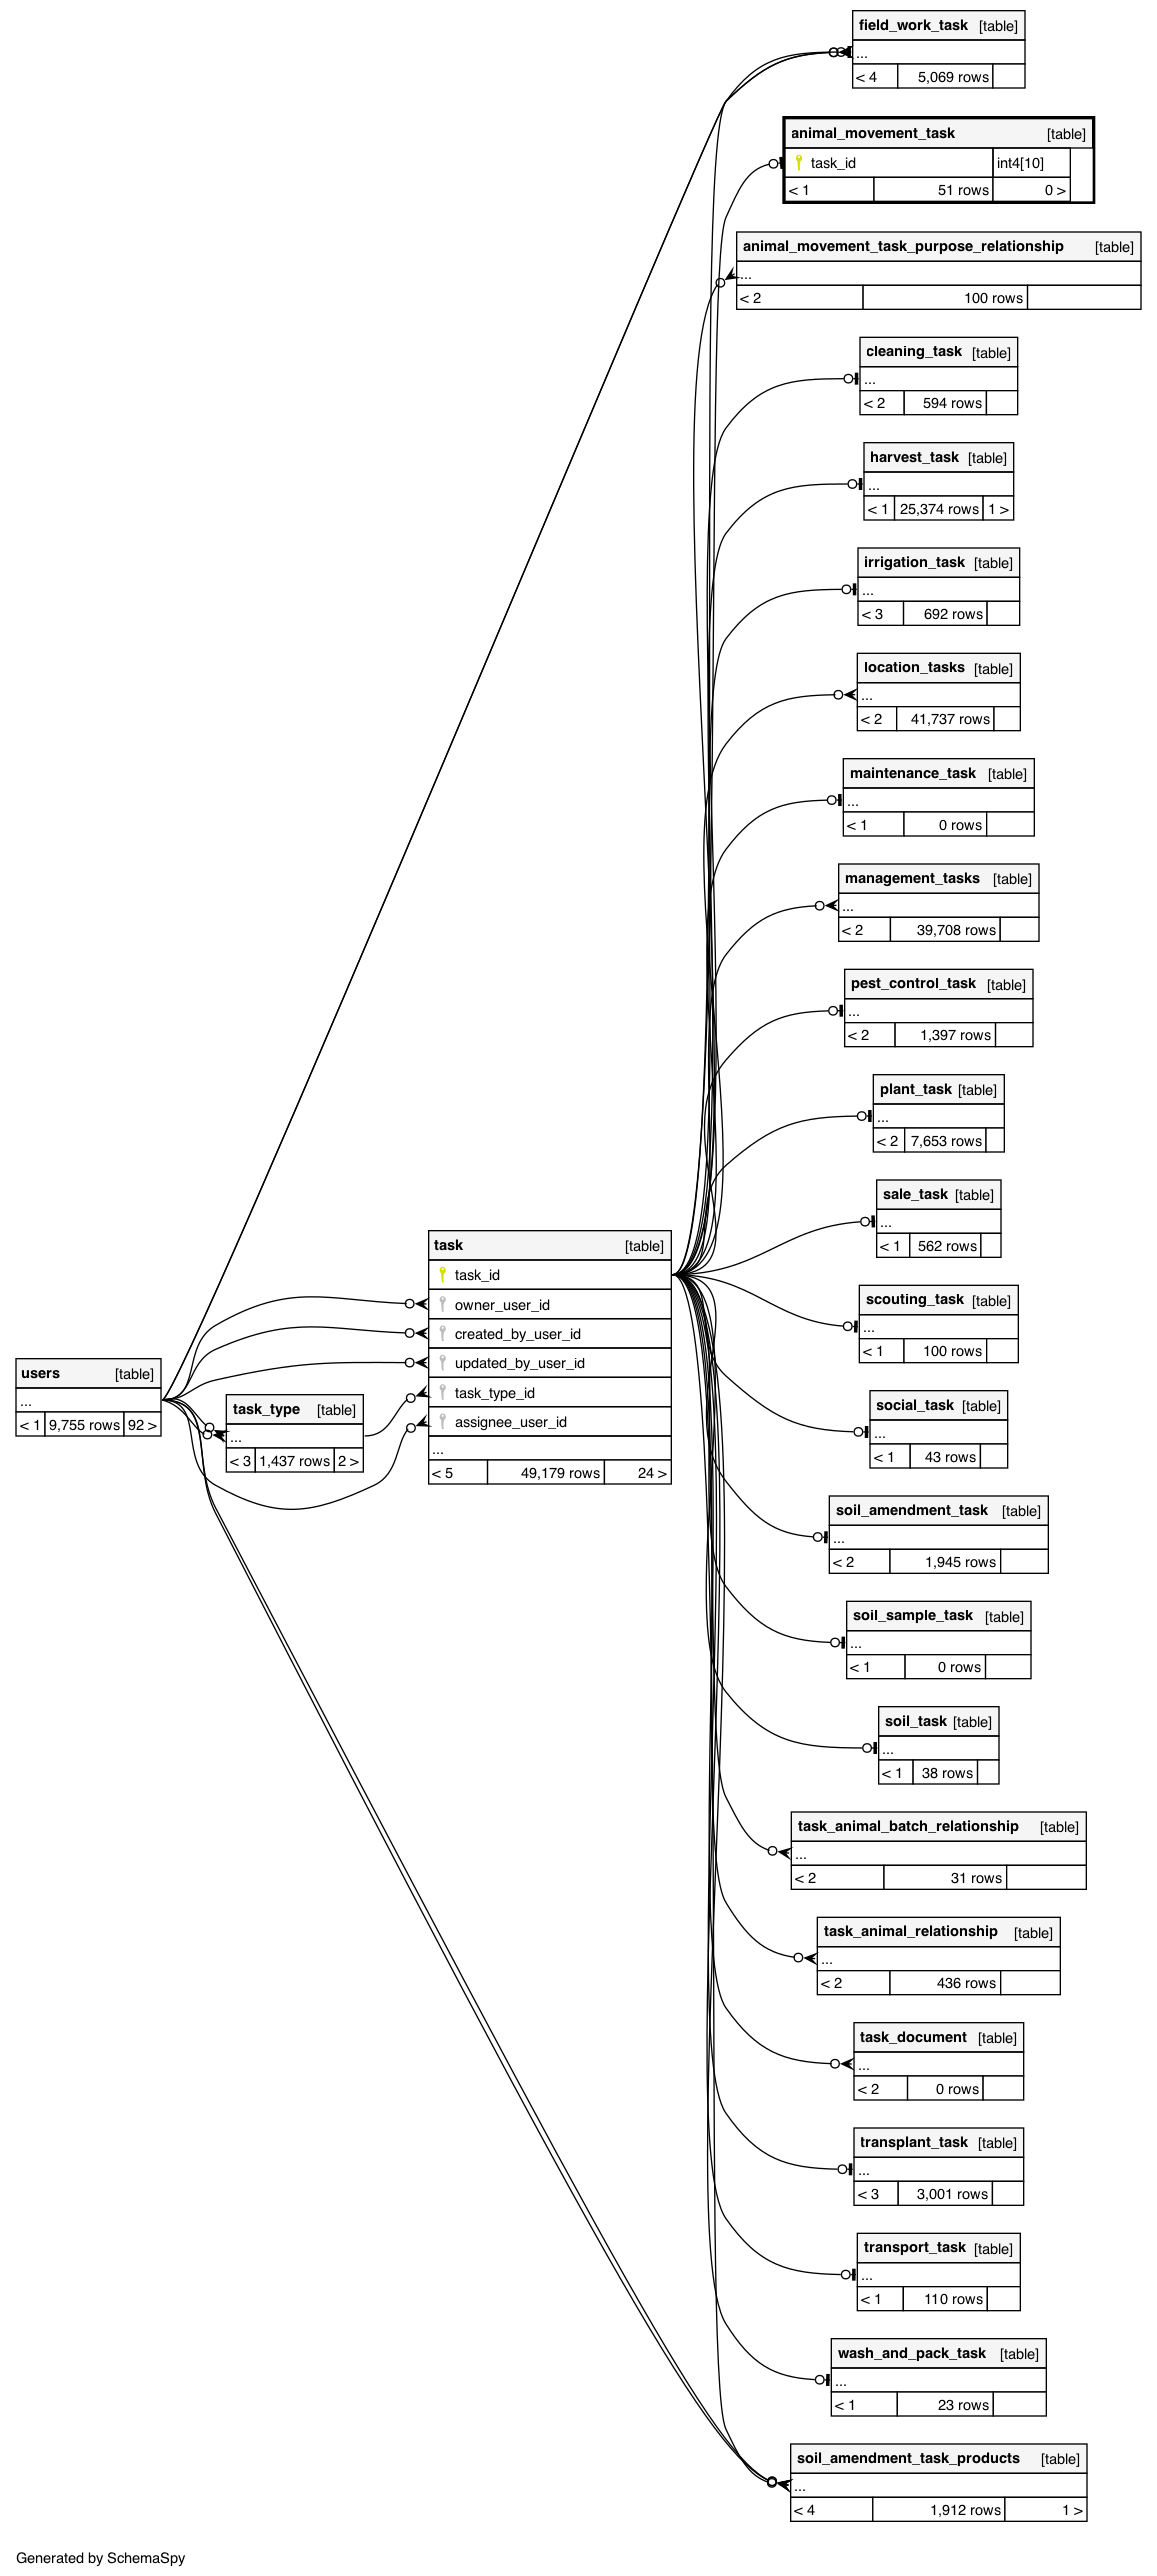 field_work_task [table]
...
< 4 5,069 rows
animal_movement_task [table]
task_id int4[10]
< 1 51 rows 0 >
animal_movement_task_purpose_relationship [table]
...
< 2 100 rows
cleaning_task [table]
...
< 2 594 rows
harvest_task [table]
...
< 1 25,374 rows 1 >
irrigation_task [table]
...
< 3 692 rows
location_tasks [table]
...
< 2 41,737 rows
maintenance_task [table]
...
< 1 0 rows
management_tasks [table]
...
< 2 39,708 rows
pest_control_task [table]
...
< 2 1,397 rows
plant_task [table]
...
< 2 7,653 rows
sale_task [table]
...
< 1 562 rows
scouting_task [table]
...
< 1 100 rows
users [table]
...
< 1 9,755 rows 92 >
task_type [table]
...
< 3 1,437 rows 2 >
task [table]
task_id
owner_user_id
created_by_user_id
updated_by_user_id
task_type_id
assignee_user_id
...
< 5 49,179 rows 24 >
social_task [table]
...
< 1 43 rows
soil_amendment_task [table]
...
< 2 1,945 rows
soil_sample_task [table]
...
< 1 0 rows
soil_task [table]
...
< 1 38 rows
task_animal_batch_relationship [table]
...
< 2 31 rows
task_animal_relationship [table]
...
< 2 436 rows
task_document [table]
...
< 2 0 rows
transplant_task [table]
...
< 3 3,001 rows
transport_task [table]
...
< 1 110 rows
wash_and_pack_task [table]
...
< 1 23 rows
soil_amendment_task_products [table]
...
< 4 1,912 rows 1 >
Generated by SchemaSpy